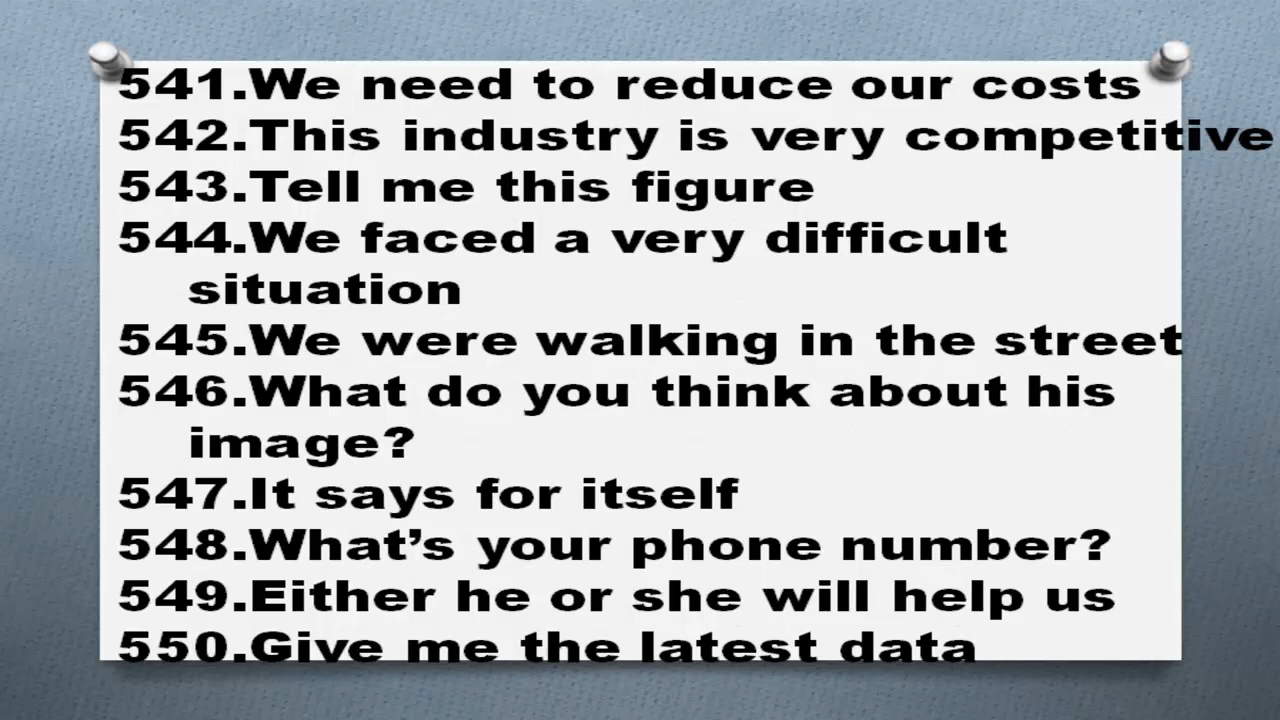 541.We need to reduce our costs
542.This industry is very competitive
543.Tell me this figure
544.We faced a very difficult
situation
545.We were walking in the street
546.What do you think about his
image?
547.It says for itself
548.What's your phone number?
549.Either he or she will help us
550.Give me the latest data